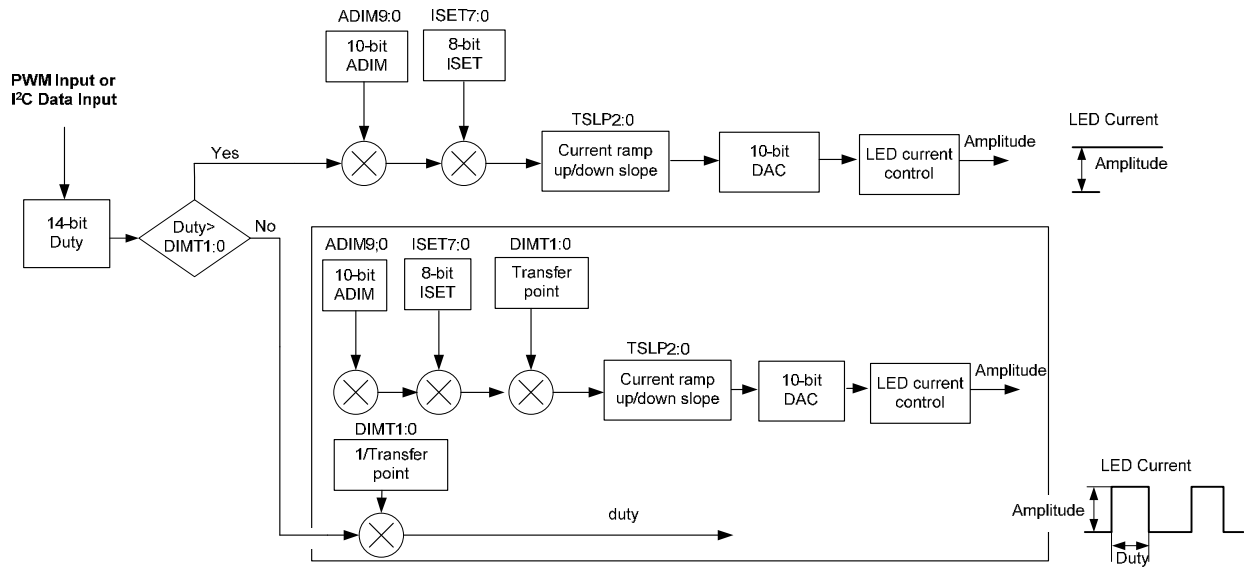 ADIM9:0
ISET7:0
10-bit
ADIM
8-bit
ISET
PWM Input or
I²C Data Input
TSLP2:0
LED Current
Yes
Current ramp
up/down slope
10-bit
DAC
LED current
control
Amplitude
Amplitude
14-bit
Duty
Duty>
DIMT1:0
No
ADIM9;0
ISET7:0
DIMT1:0
10-bit
ADIM
8-bit
ISET
Transfer
point
TSLP2:0
Current ramp
up/down slope
10-bit
DAC
LED current
control
Amplitude
DIMT1:0
1/Transfer
point
duty
LED Current
Amplitude
Duty